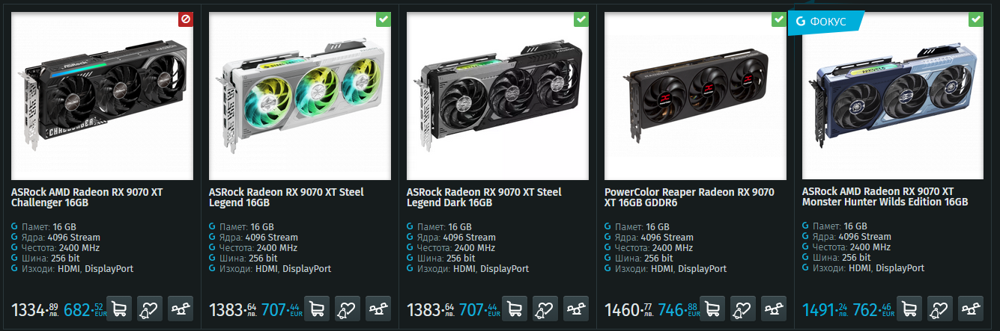 ФОКУС
ASRock
RADEON
CHALLENGER
ASRock AMD Radeon RX 9070 XT
Challenger 16GB
Памет: 16 GB
Ядра: 4096 Stream
Честота: 2400 MHz
Шина: 256 bit
Изходи: HDMI, DisplayPort
1334.89 лв. 682.52 EUR
ASRock Radeon RX 9070 XT Steel
Legend 16GB
Памет: 16 GB
Ядра: 4096 Stream
Честота: 2400 MHz
Шина: 256 bit
Изходи: HDMI, DisplayPort
1383.64 лв. 707.44 EUR
ASRock Radeon RX 9070 XT Steel
Legend Dark 16GB
Памет: 16 GB
Ядра: 4096 Stream
Честота: 2400 MHz
Шина: 256 bit
Изходи: HDMI, DisplayPort
1383.64 лв. 707.44 EUR
PowerColor Reaper Radeon RX 9070
XT 16GB GDDR6
Памет: 16 GB
Ядра: 4096 Stream
Честота: 2400 MHz
Шина: 256 bit
Изходи: HDMI, DisplayPort
1460.77 лв. 746.88 EUR
ASRock AMD Radeon RX 9070 XT
Monster Hunter Wilds Edition 16GB
Памет: 16 GB
Ядра: 4096 Stream
Честота: 2400 MHz
Шина: 256 bit
Изходи: HDMI, DisplayPort
1491.24 лв. 762.46 EUR